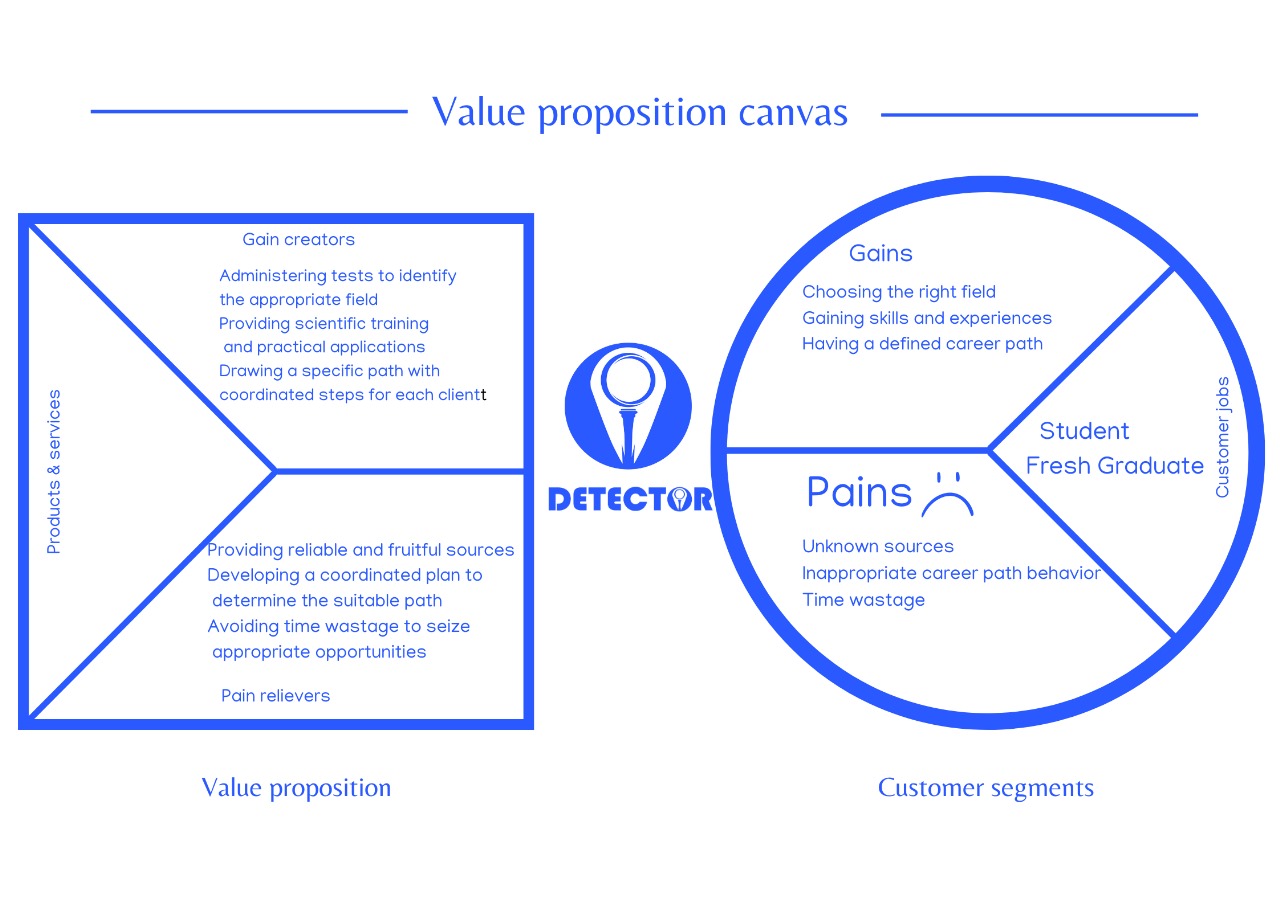 Value proposition canvas
Gain creators
Administering tests to identify
the appropriate field
Providing scientific training
and practical applications
Drawing a specific path with
coordinated steps for each clientt
Products & services
Providing reliable and fruitful sources
Developing a coordinated plan to
determine the suitable path
Avoiding time wastage to seize
appropriate opportunities
Pain relievers
Value proposition
DETECTOR
Gains
Choosing the right field
Gaining skills and experiences
Having a defined career path
Student
Fresh Graduate
Customer jobs
Pains
Unknown sources
Inappropriate career path behavior
Time wastage
Customer segments